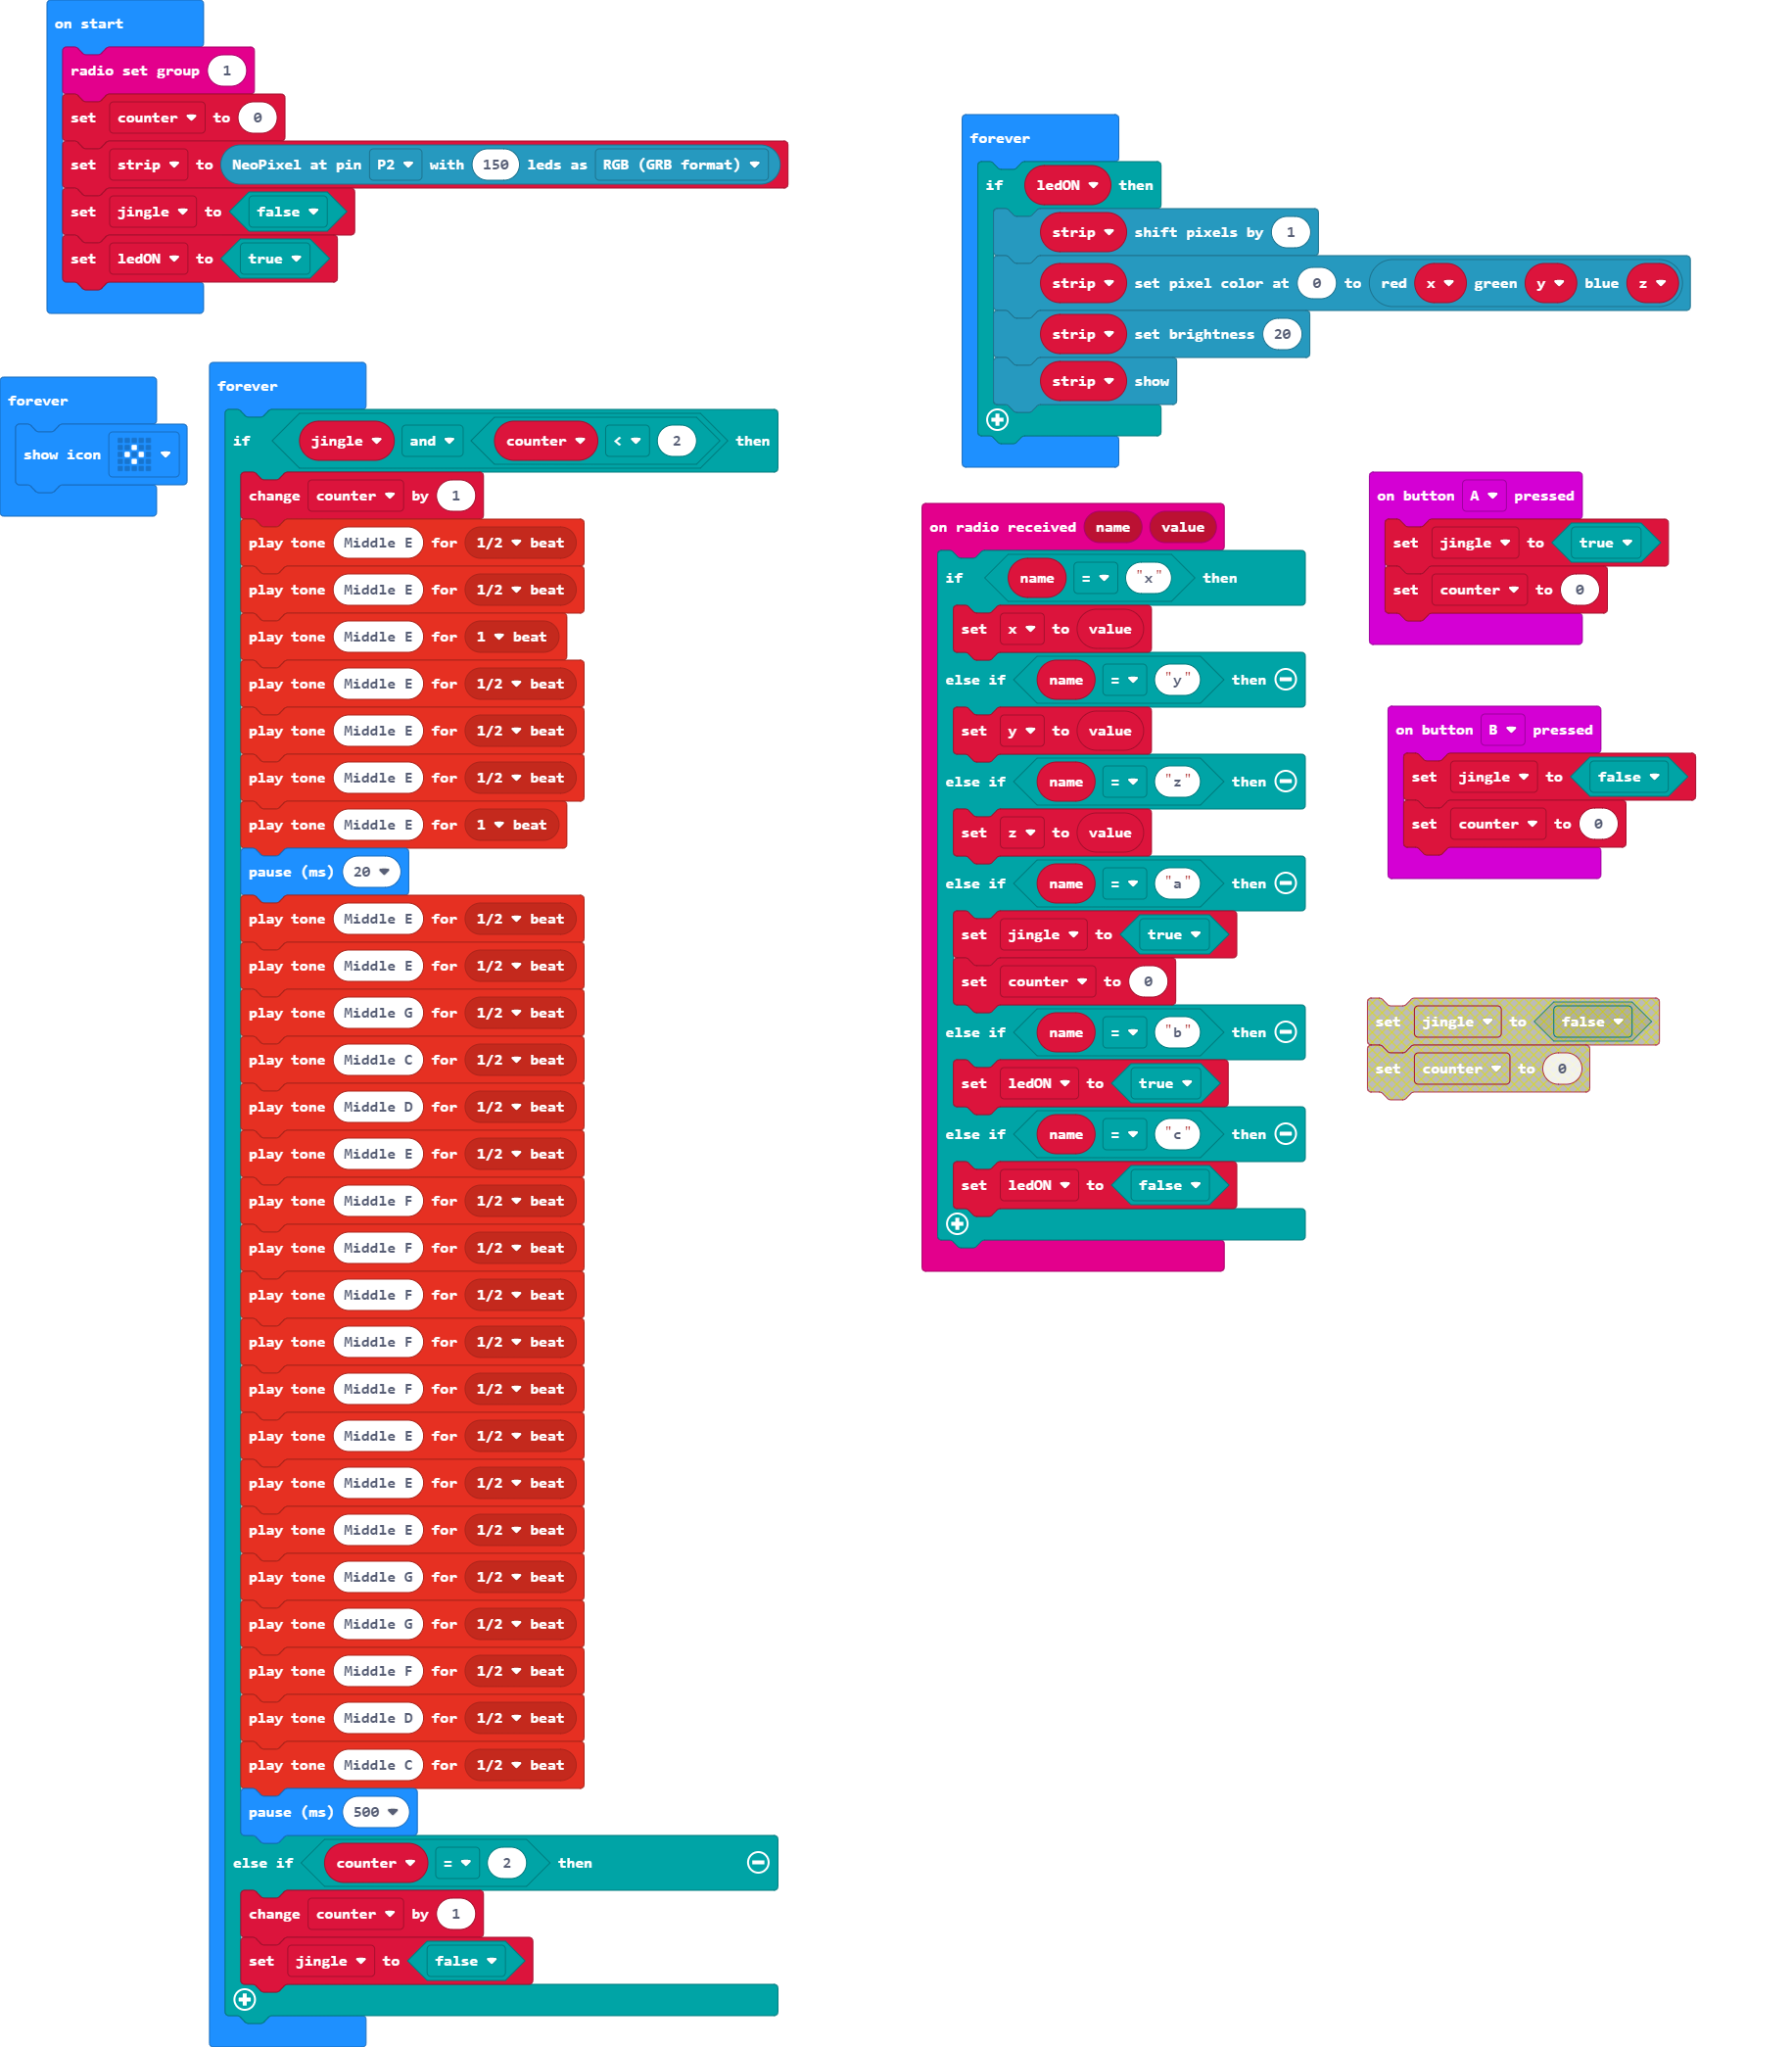 on start
radio set group 1
set counter to 0
set strip to NeoPixel at pin P2 with 150 leds as RGB (GRB format)
set jingle to false
set ledON to true
forever
show icon
forever
if jingle and counter < 2 then
change counter by 1
play tone Middle E for 1/2 beat
play tone Middle E for 1/2 beat
play tone Middle E for 1 beat
play tone Middle E for 1/2 beat
play tone Middle E for 1/2 beat
play tone Middle E for 1/2 beat
play tone Middle E for 1 beat
pause (ms) 20
play tone Middle E for 1/2 beat
play tone Middle E for 1/2 beat
play tone Middle G for 1/2 beat
play tone Middle C for 1/2 beat
play tone Middle D for 1/2 beat
play tone Middle E for 1/2 beat
play tone Middle F for 1/2 beat
play tone Middle F for 1/2 beat
play tone Middle F for 1/2 beat
play tone Middle F for 1/2 beat
play tone Middle F for 1/2 beat
play tone Middle E for 1/2 beat
play tone Middle E for 1/2 beat
play tone Middle E for 1/2 beat
play tone Middle G for 1/2 beat
play tone Middle G for 1/2 beat
play tone Middle F for 1/2 beat
play tone Middle D for 1/2 beat
play tone Middle C for 1/2 beat
pause (ms) 500
else if counter = 2 then
change counter by 1
set jingle to false
forever
if ledON then
strip shift pixels by 1
strip set pixel color at 0 to red x green y blue z
strip set brightness 20
strip show
on radio received name value
if name = "x" then
set x to value
else if name = "y" then
set y to value
else if name = "z" then
set z to value
else if name = "a" then
set jingle to true
set counter to 0
else if name = "b" then
set ledON to true
else if name = "c" then
set ledON to false
on button A pressed
set jingle to true
set counter to 0
on button B pressed
set jingle to false
set counter to 0
set jingle to false
set counter to 0